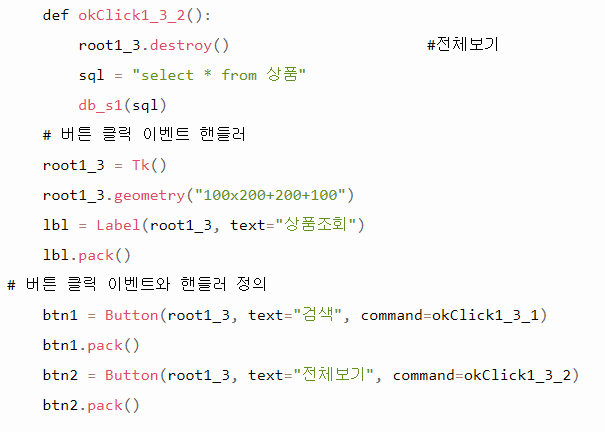 def okClick1_3_2():
root1_3.destroy() #전체보기
sql = "select * from 상품"
db_s1(sql)
# 버튼 클릭 이벤트 핸들러
root1_3 = Tk()
root1_3.geometry("100x200+200+100")
lbl = Label(root1_3, text="상품조회")
lbl.pack()
# 버튼 클릭 이벤트와 핸들러 정의
btn1 = Button(root1_3, text="검색", command=okClick1_3_1)
btn1.pack()
btn2 = Button(root1_3, text="전체보기", command=okClick1_3_2)
btn2.pack()